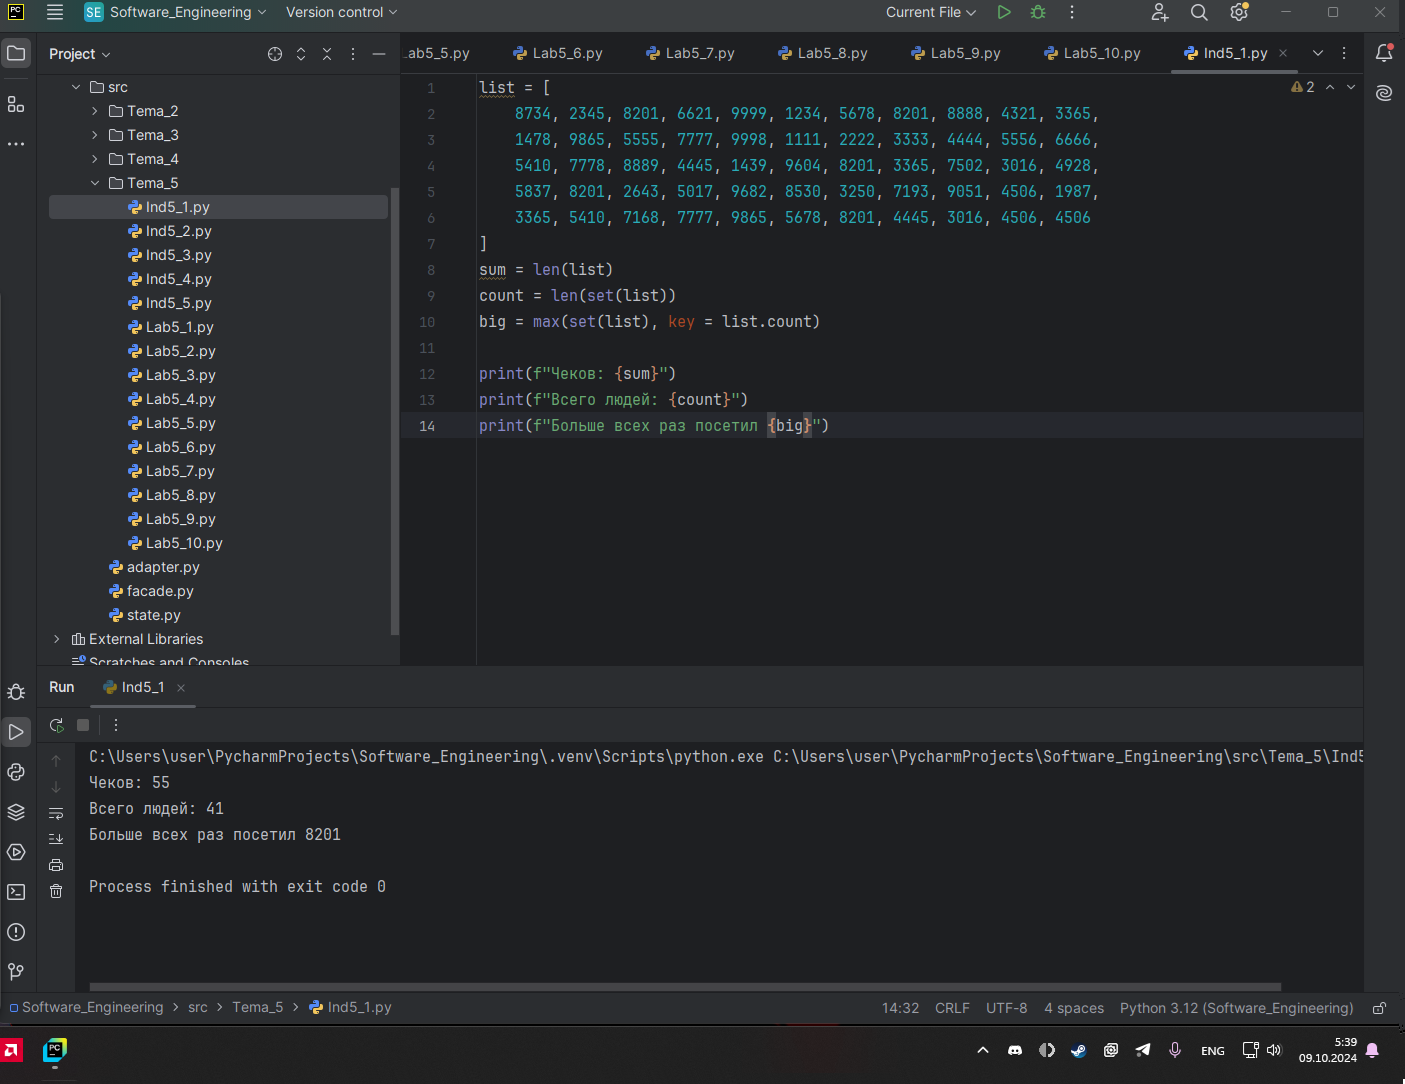 PC SE Software_Engineering Version control Current File
Project
src
Tema_2
Tema_3
Tema_4
Tema_5
Ind5_1.py
Ind5_2.py
Ind5_3.py
Ind5_4.py
Ind5_5.py
Lab5_1.py
Lab5_2.py
Lab5_3.py
Lab5_4.py
Lab5_5.py
Lab5_6.py
Lab5_7.py
Lab5_8.py
Lab5_9.py
Lab5_10.py
adapter.py
facade.py
state.py
External Libraries
Scratches and Consoles
Lab5_5.py Lab5_6.py Lab5_7.py Lab5_8.py Lab5_9.py Lab5_10.py Ind5_1.py
2
1 list = [
2 8734, 2345, 8201, 6621, 9999, 1234, 5678, 8201, 8888, 4321, 3365,
3 1478, 9865, 5555, 7777, 9998, 1111, 2222, 3333, 4444, 5556, 6666,
4 5410, 7778, 8889, 4445, 1439, 9604, 8201, 3365, 7502, 3016, 4928,
5 5837, 8201, 2643, 5017, 9682, 8530, 3250, 7193, 9051, 4506, 1987,
6 3365, 5410, 7168, 7777, 9865, 5678, 8201, 4445, 3016, 4506, 4506
7 ]
8 sum = len(list)
9 count = len(set(list))
10 big = max(set(list), key = list.count)
11
12 print(f"Чеков: {sum}")
13 print(f"Всего людей: {count}")
14 print(f"Больше всех раз посетил {big}")
Run Ind5_1
C:\Users\user\PycharmProjects\Software_Engineering\.venv\Scripts\python.exe C:\Users\user\PycharmProjects\Software_Engineering\src\Tema_5\Ind5
Чеков: 55
Всего людей: 41
Больше всех раз посетил 8201
Process finished with exit code 0
Software_Engineering src Tema_5 Ind5_1.py 14:32 CRLF UTF-8 4 spaces Python 3.12 (Software_Engineering)
PC ENG 5:39
09.10.2024